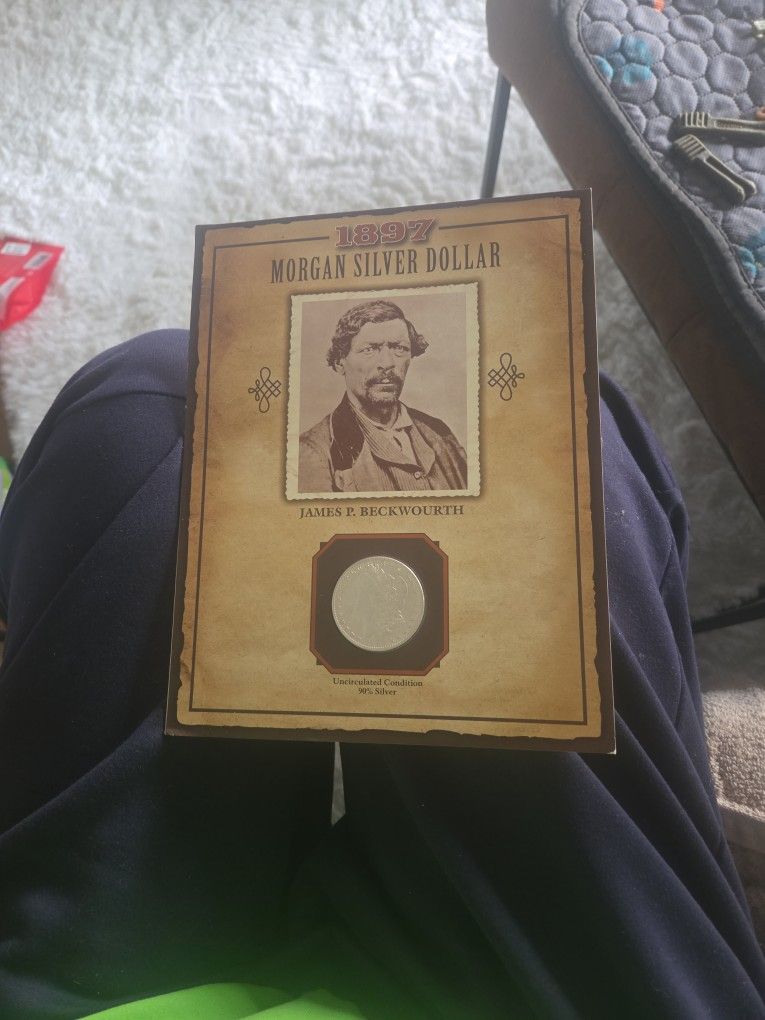 1897
MORGAN SILVER DOLLAR
JAMES P. BECKWOURTH
Uncirculated Condition
90% Silver